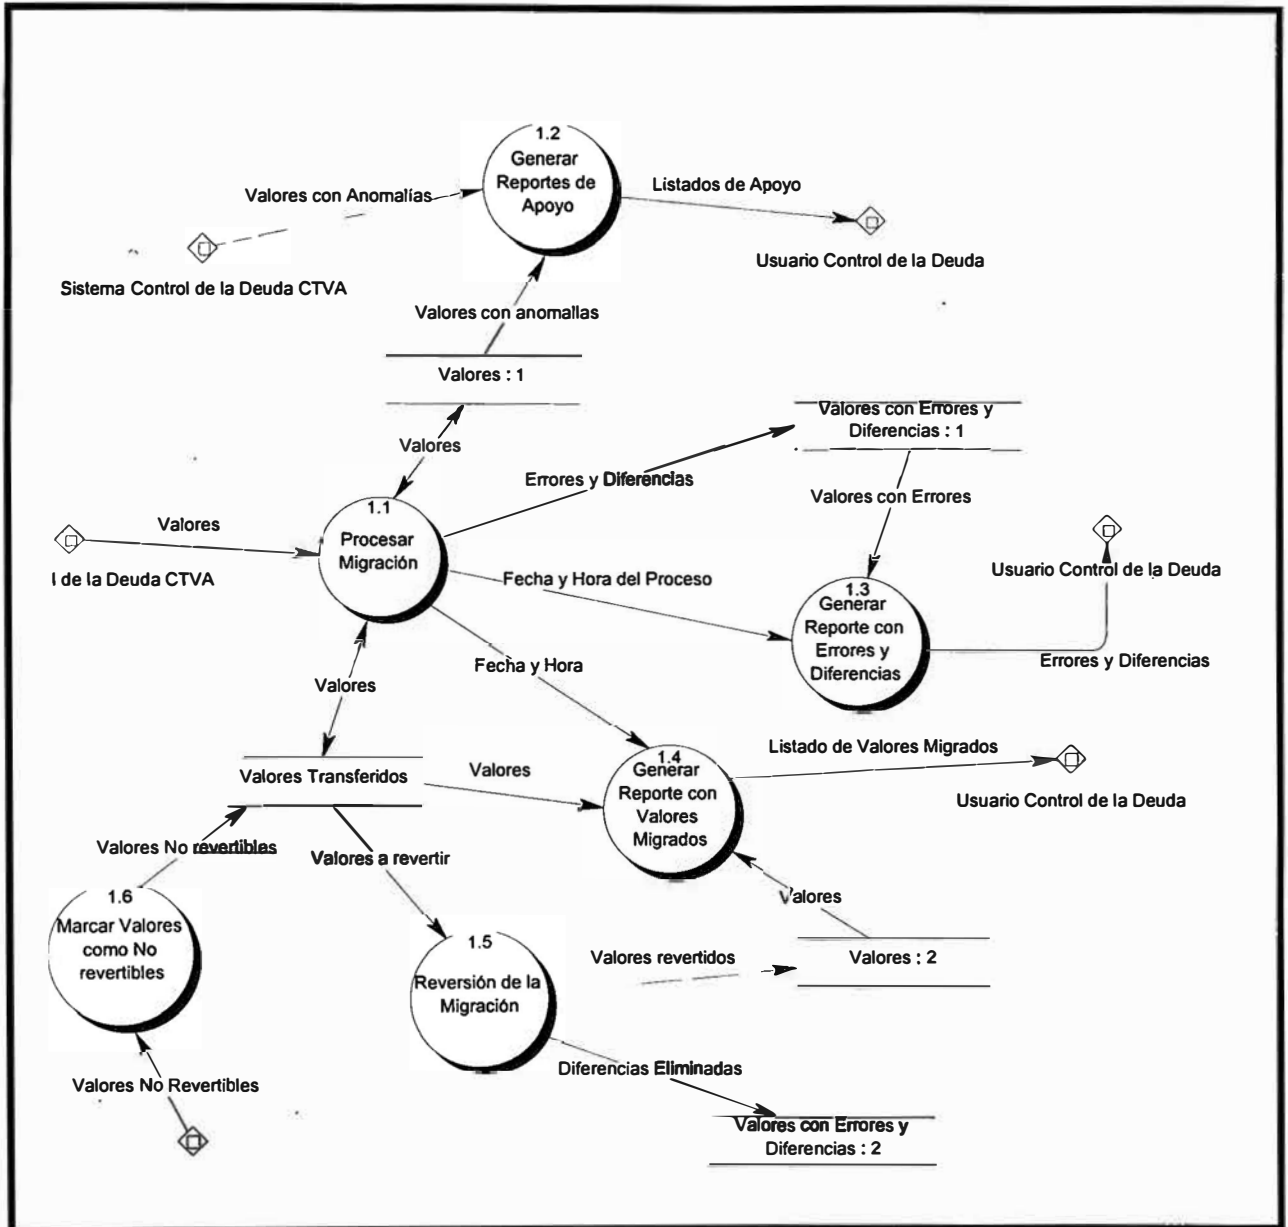 1.2
Generar
Reportes de
Apoyo
Valores con Anomalías
Listados de Apoyo
Usuario Control de la Deuda
Sistema Control de la Deuda CTVA
Valores con anomalías
Valores : 1
Valores con Errores y
Diferencias : 1
Valores
Errores y Diferencias
Valores con Errores
1.1
Procesar
Migración
Valores
l de la Deuda CTVA
Fecha y Hora del Proceso
Usuario Control de la Deuda
1.3
Generar
Reporte con
Errores y
Diferencias
Errores y Diferencias
Fecha y Hora
Valores
Valores Transferidos
Valores
1.4
Generar
Reporte con
Valores
Migrados
Listado de Valores Migrados
Usuario Control de la Deuda
Valores No revertibles
Valores a revertir
Valores
1.6
Marcar Valores
como No
revertibles
1.5
Reversión de la
Migración
Valores revertidos
Valores : 2
Valores No Revertibles
Diferencias Eliminadas
Valores con Errores y
Diferencias : 2